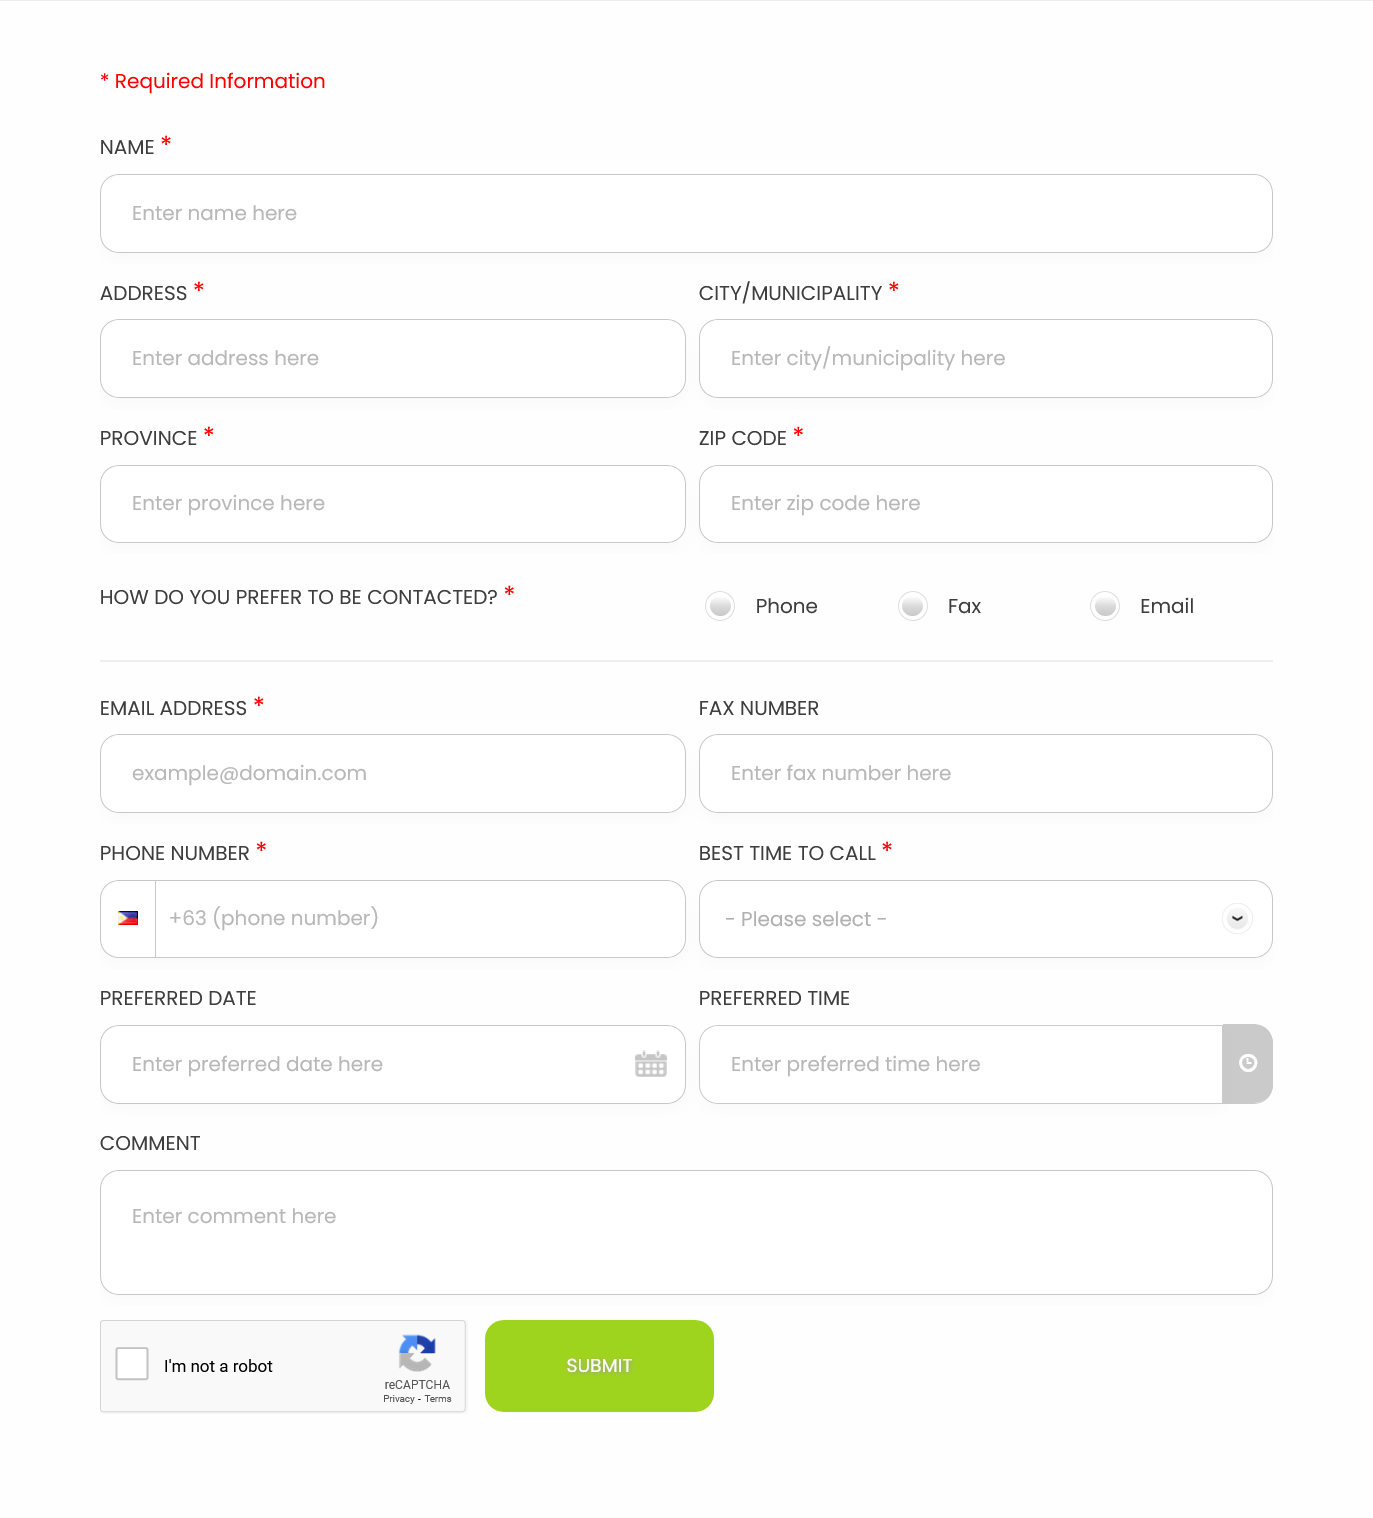 * Required Information
NAME *
Enter name here
ADDRESS * CITY/MUNICIPALITY *
Enter address here Enter city/municipality here
PROVINCE * ZIP CODE *
Enter province here Enter zip code here
HOW DO YOU PREFER TO BE CONTACTED? * Phone Fax Email
EMAIL ADDRESS * FAX NUMBER
example@domain.com Enter fax number here
PHONE NUMBER * BEST TIME TO CALL *
+63 (phone number) - Please select -
PREFERRED DATE PREFERRED TIME
Enter preferred date here Enter preferred time here
COMMENT
Enter comment here
I'm not a robot
reCAPTCHA
Privacy - Terms
SUBMIT